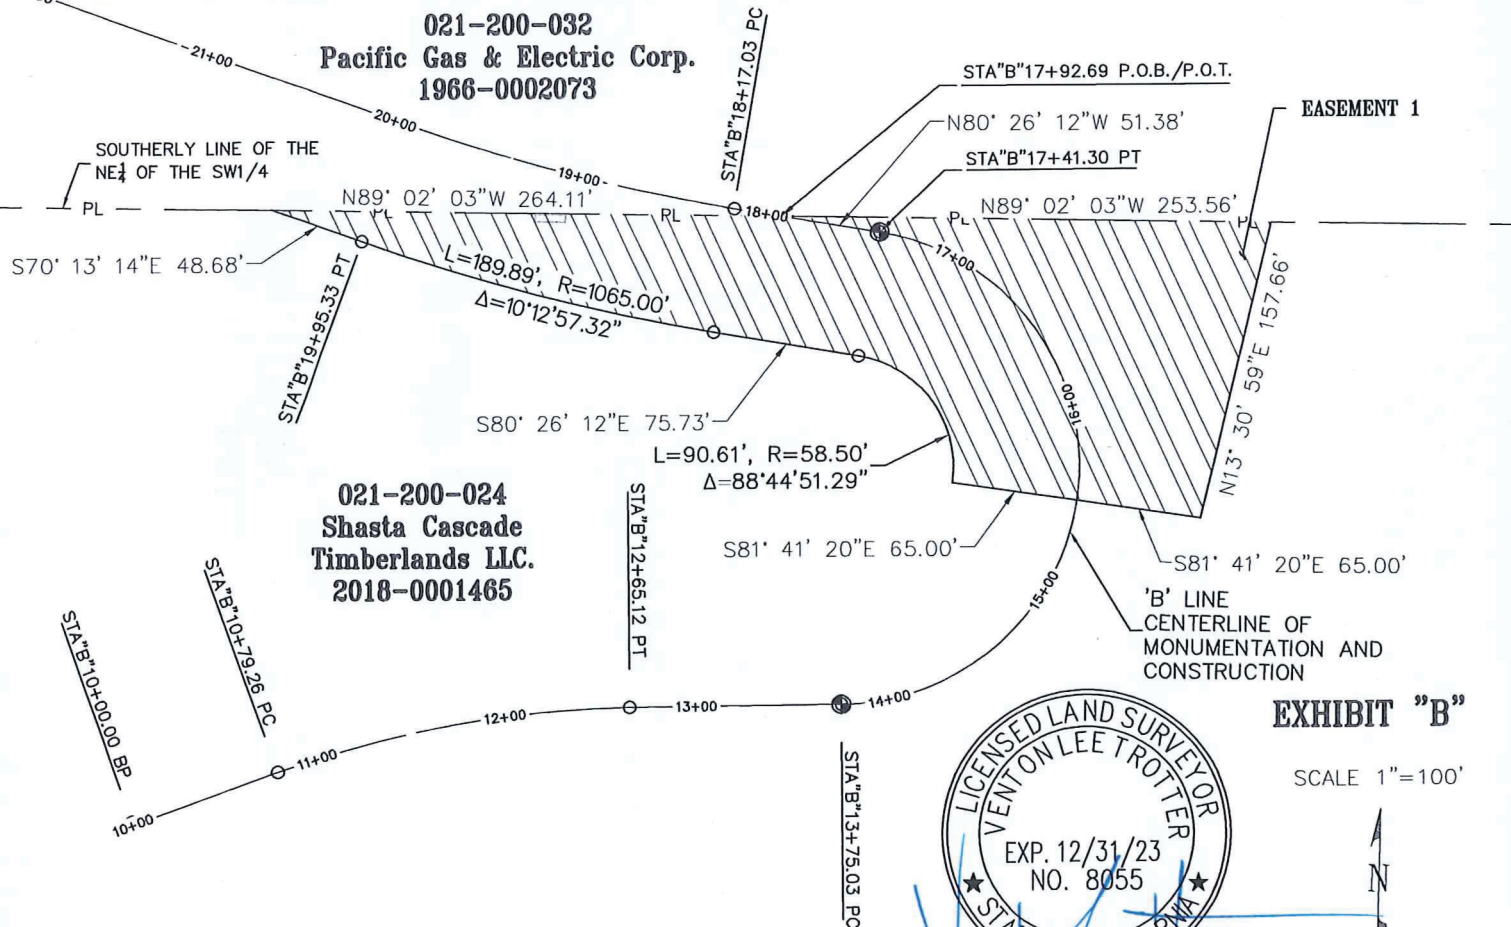 021-200-032
Pacific Gas & Electric Corp.
1966-0002073
21+00
20+00
19+00
18+00
17+00
16+00
15+00
14+00
13+00
12+00
11+00
10+00
STA"B"18+17.03 PC
STA"B"17+92.69 P.O.B./P.O.T.
N80° 26' 12"W 51.38'
STA"B"17+41.30 PT
EASEMENT 1
SOUTHERLY LINE OF THE
NE¼ OF THE SW1/4
PL
N89° 02' 03"W 264.11'
PL
PL
PL
N89° 02' 03"W 253.56'
PL
S70° 13' 14"E 48.68'
STA"B"19+95.33 PT
L=189.89', R=1065.00'
Δ=10°12'57.32"
N13° 30' 59"E 157.66'
S80° 26' 12"E 75.73'
L=90.61', R=58.50'
Δ=88°44'51.29"
021-200-024
Shasta Cascade
Timberlands LLC.
2018-0001465
STA"B"12+65.12 PT
S81° 41' 20"E 65.00'
S81° 41' 20"E 65.00'
'B' LINE
CENTERLINE OF
MONUMENTATION AND
CONSTRUCTION
STA"B"10+79.26 PC
STA"B"10+00.00 BP
STA"B"13+75.03 PC
EXHIBIT "B"
SCALE 1"=100'
N
LICENSED LAND SURVEYOR
VENTON LEE TROTTER
EXP. 12/31/23
NO. 8055